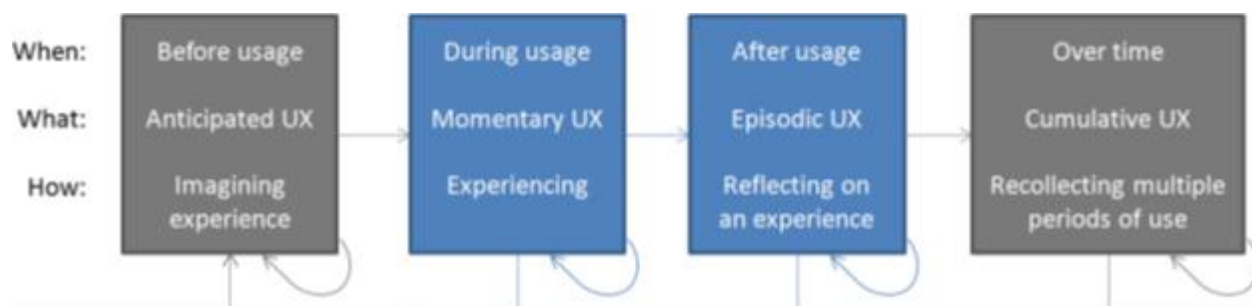 When: Before usage During usage After usage Over time
What: Anticipated UX Momentary UX Episodic UX Cumulative UX
How: Imagining Experiencing Reflecting on Recollecting multiple
experience an experience periods of use